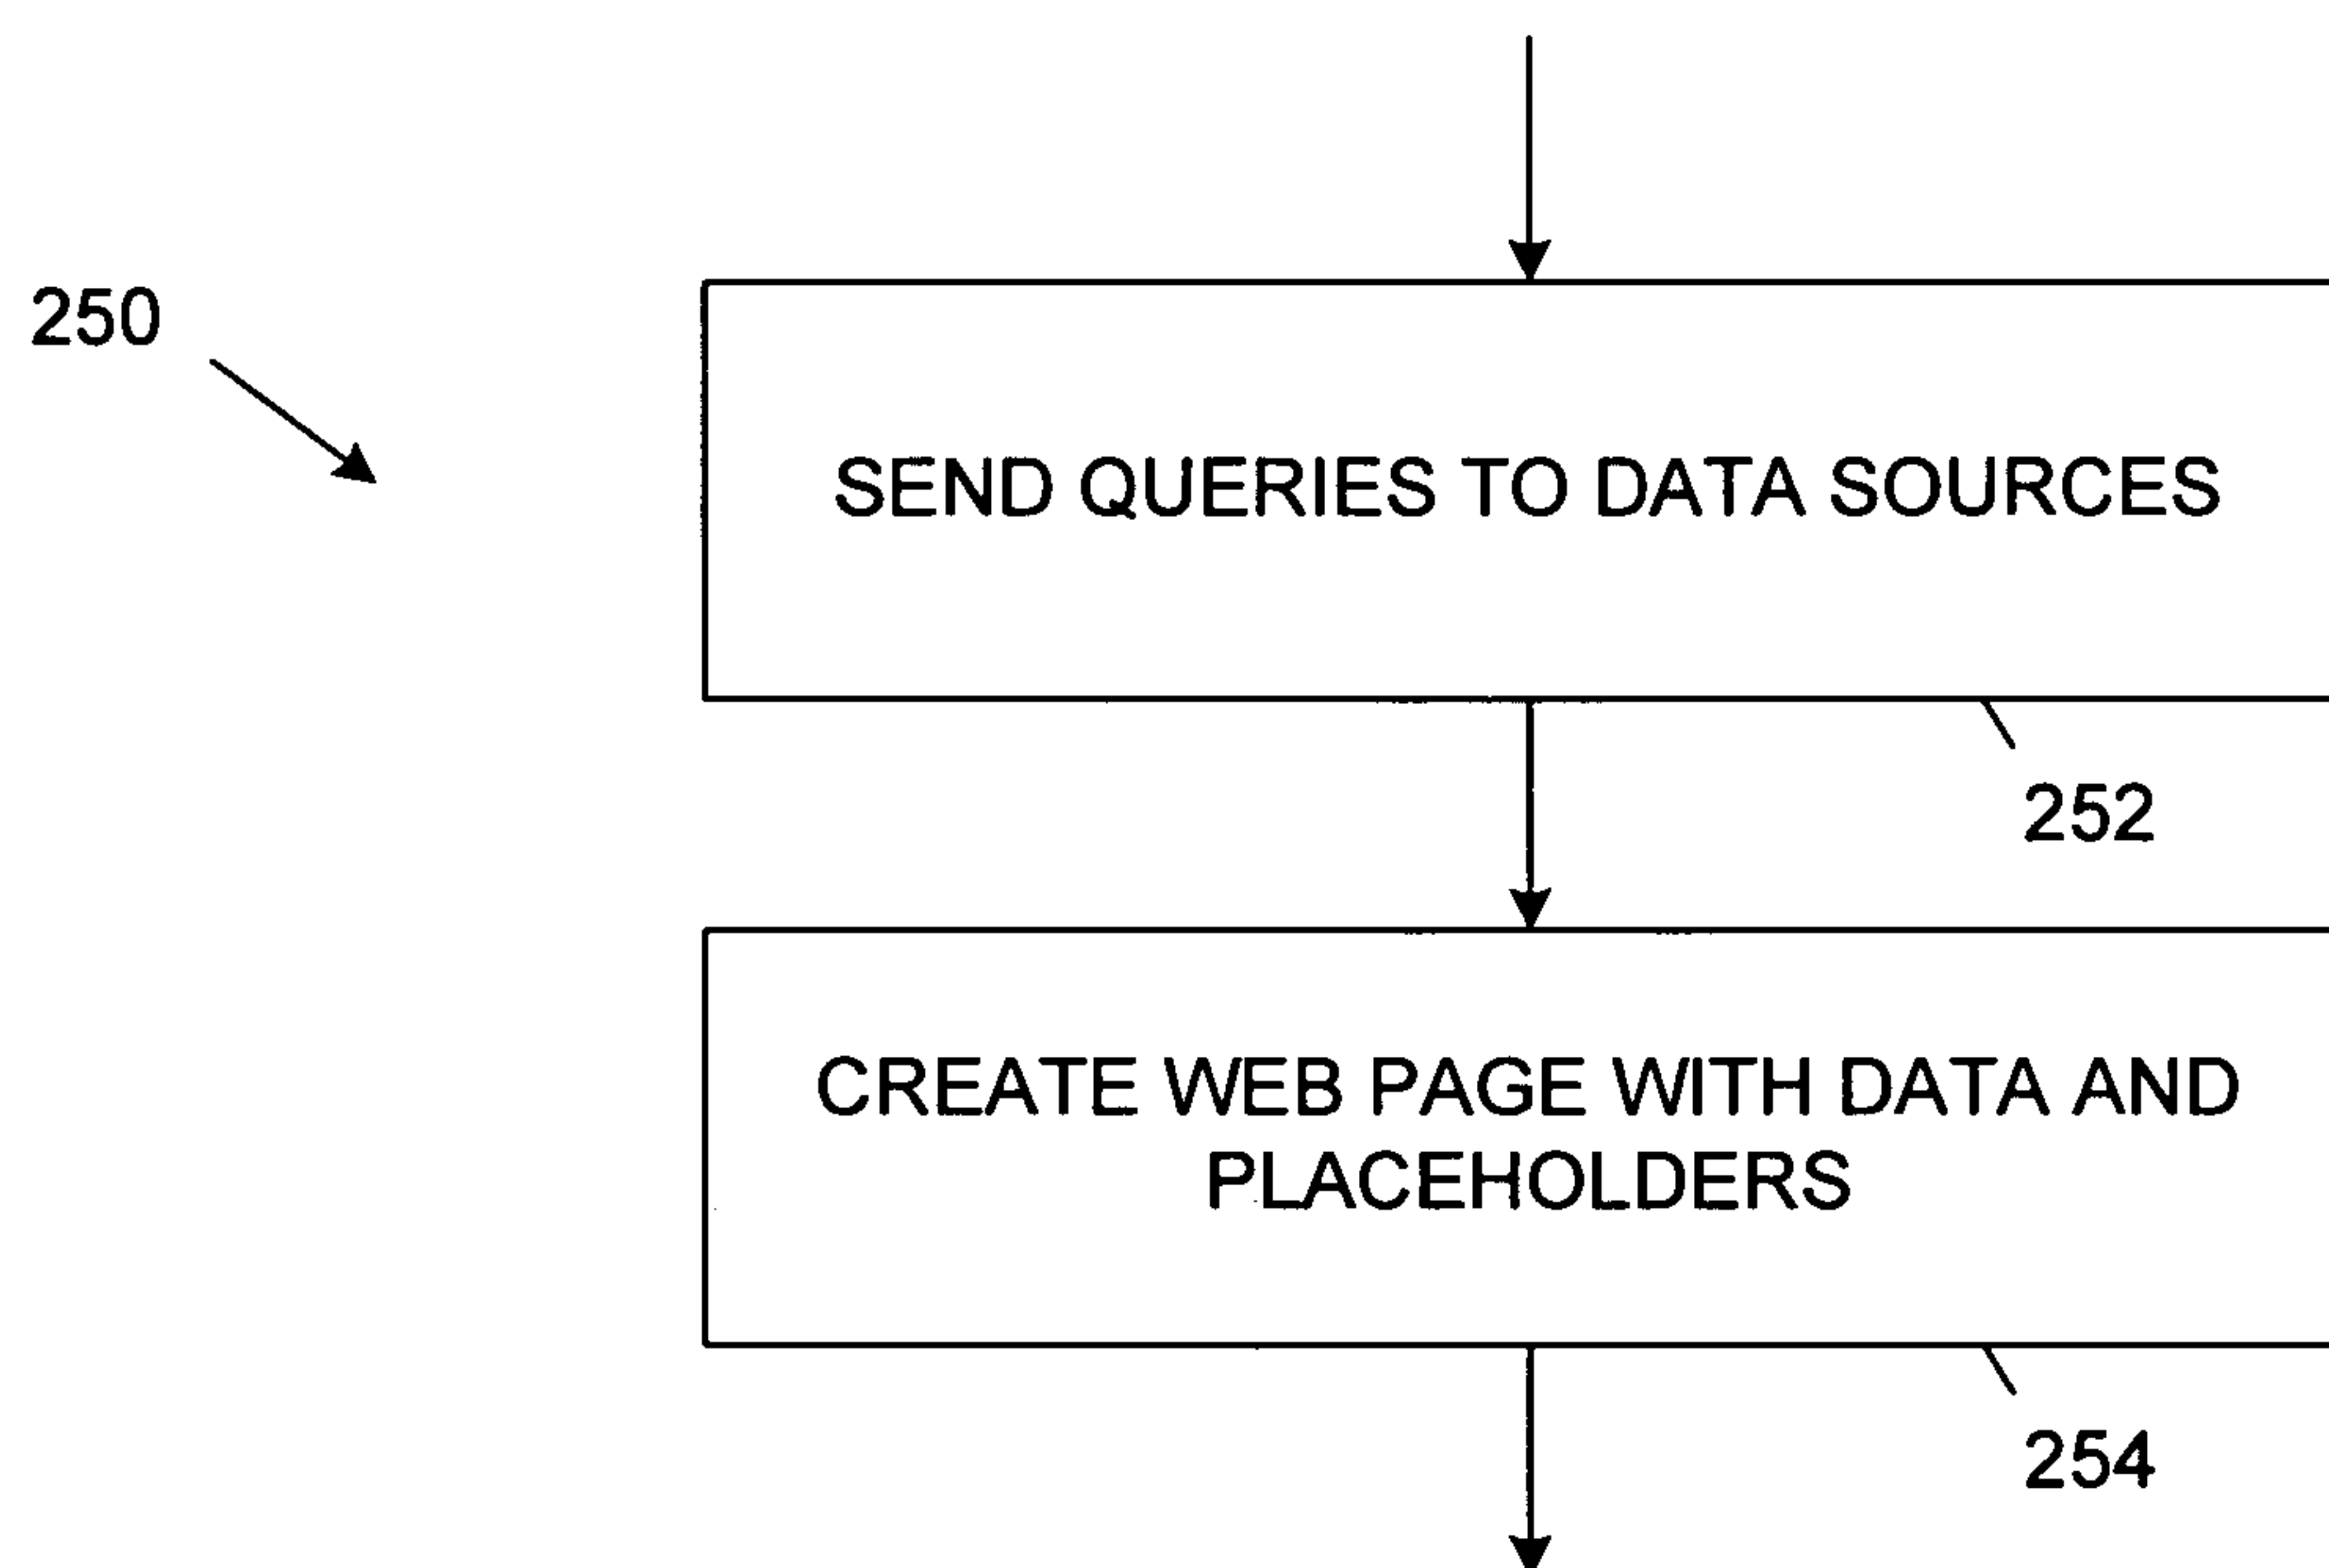 250
SEND QUERIES TO DATA SOURCES
252
CREATE WEB PAGE WITH DATA AND
PLACEHOLDERS
254